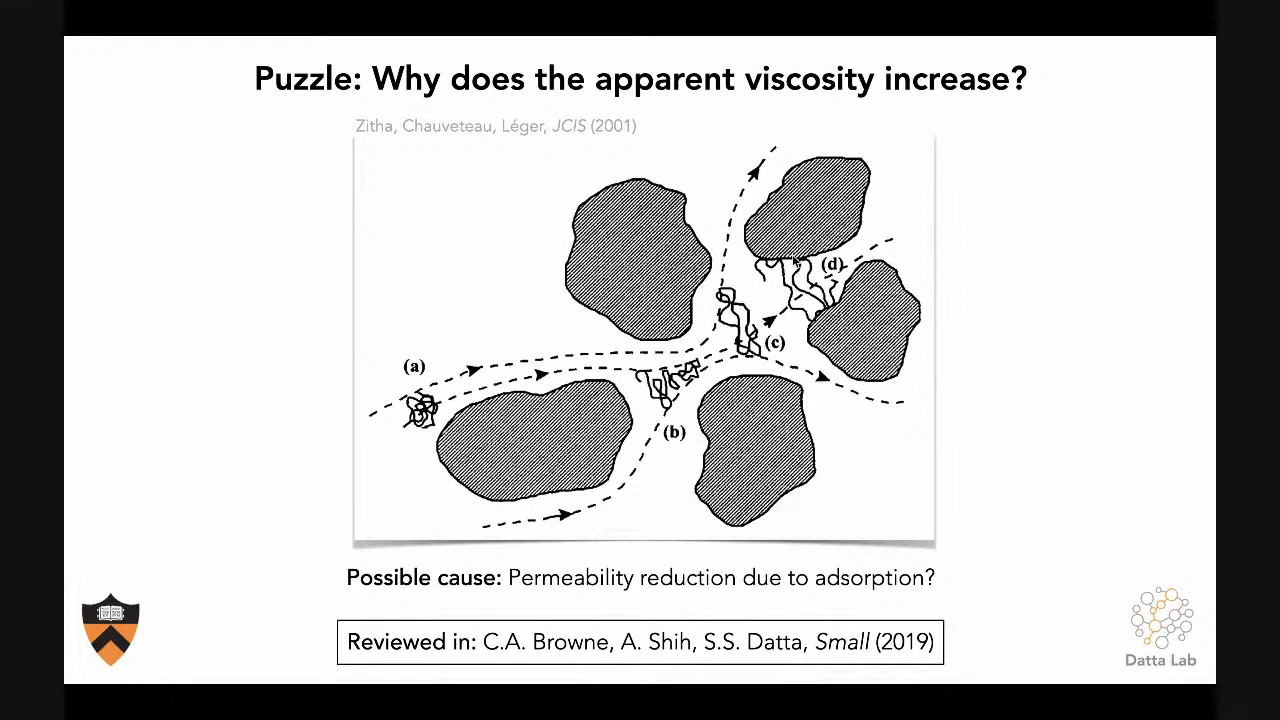 Puzzle: Why does the apparent viscosity increase?
Zitha, Chauveteau, Léger, JCIS (2001)
(a)
(b)
(c)
(d)
Possible cause: Permeability reduction due to adsorption?
Reviewed in: C.A. Browne, A. Shih, S.S. Datta, Small (2019)
Datta Lab